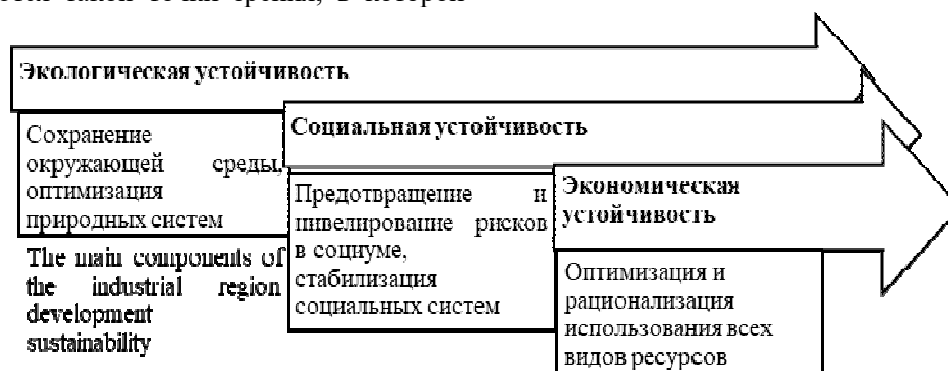 Экологическая устойчивость
Сохранение
окружающей среды,
оптимизация
природных систем
The main components of
the industrial region
development
sustainability
Социальная устойчивость
Предотвращение и
нивелирование рисков
в социуме,
стабилизация
социальных систем
Экономическая
устойчивость
Оптимизация и
рационализация
использования всех
видов ресурсов